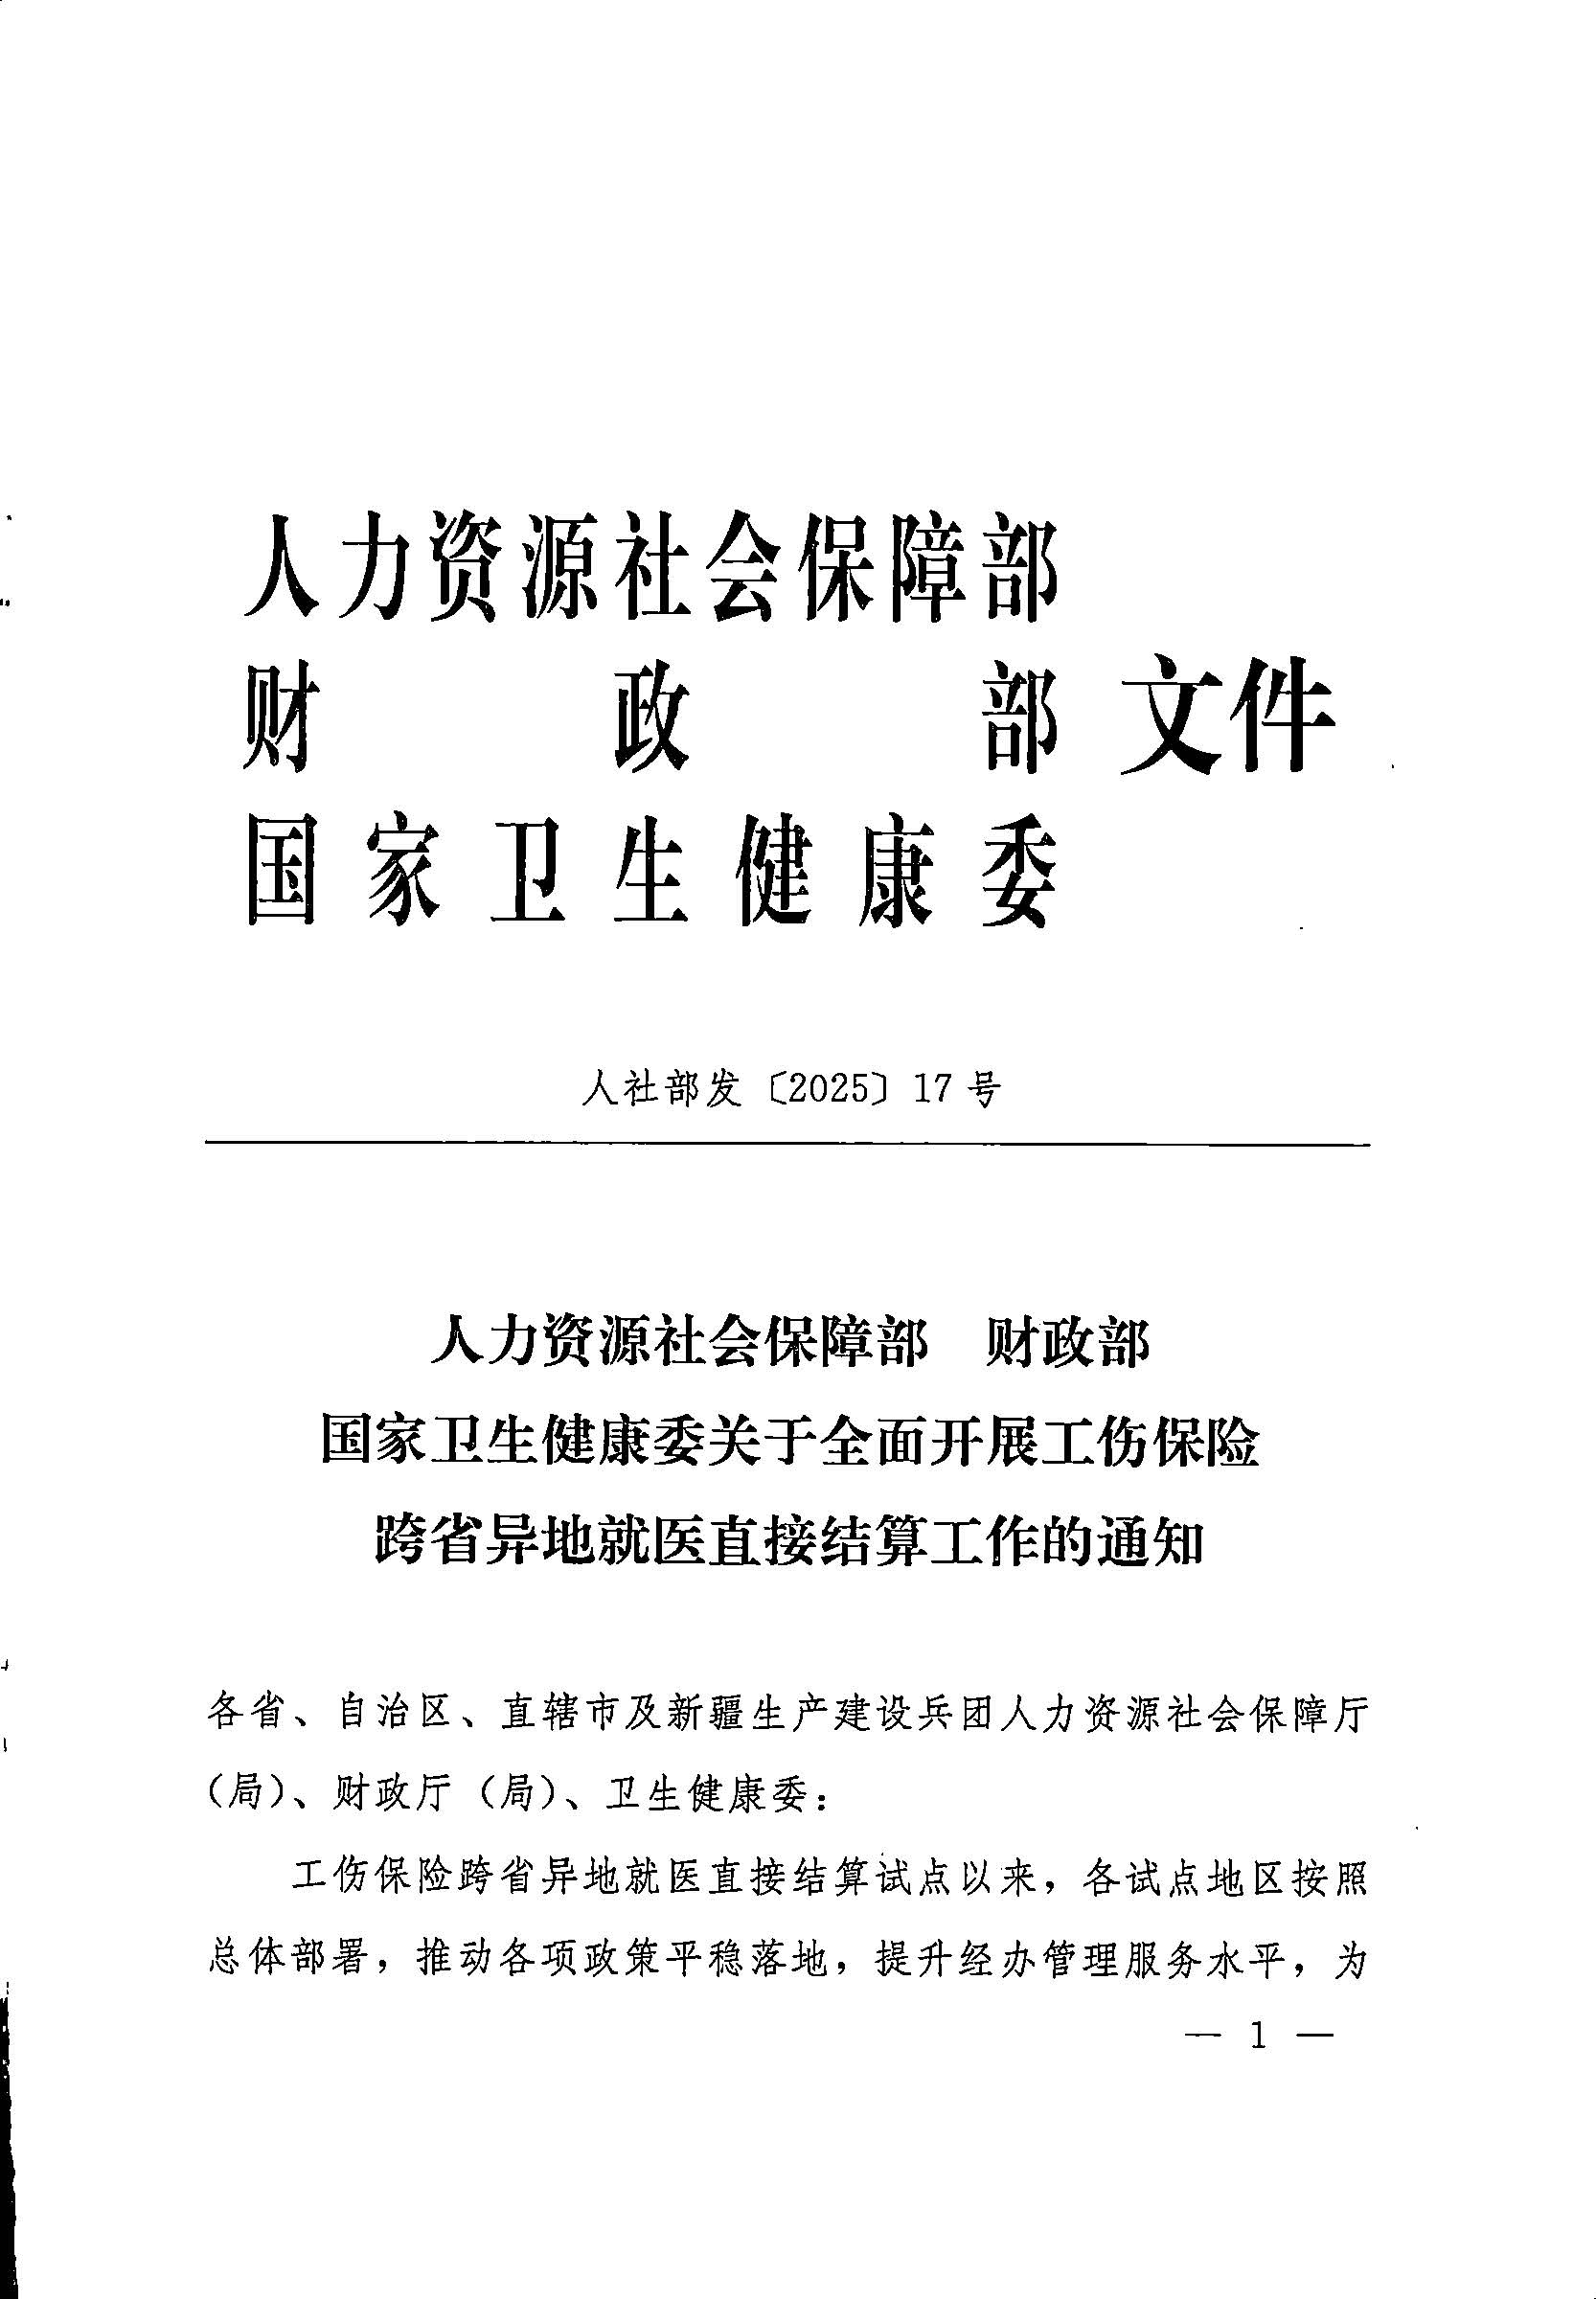 人力资源社会保障部
财政部 文件
国家卫生健康委
人社部发〔2025〕17号
人力资源社会保障部 财政部
国家卫生健康委关于全面开展工伤保险
跨省异地就医直接结算工作的通知
各省、自治区、直辖市及新疆生产建设兵团人力资源社会保障厅
（局）、财政厅（局）、卫生健康委：
工伤保险跨省异地就医直接结算试点以来，各试点地区按照
总体部署，推动各项政策平稳落地，提升经办管理服务水平，为
— 1 —